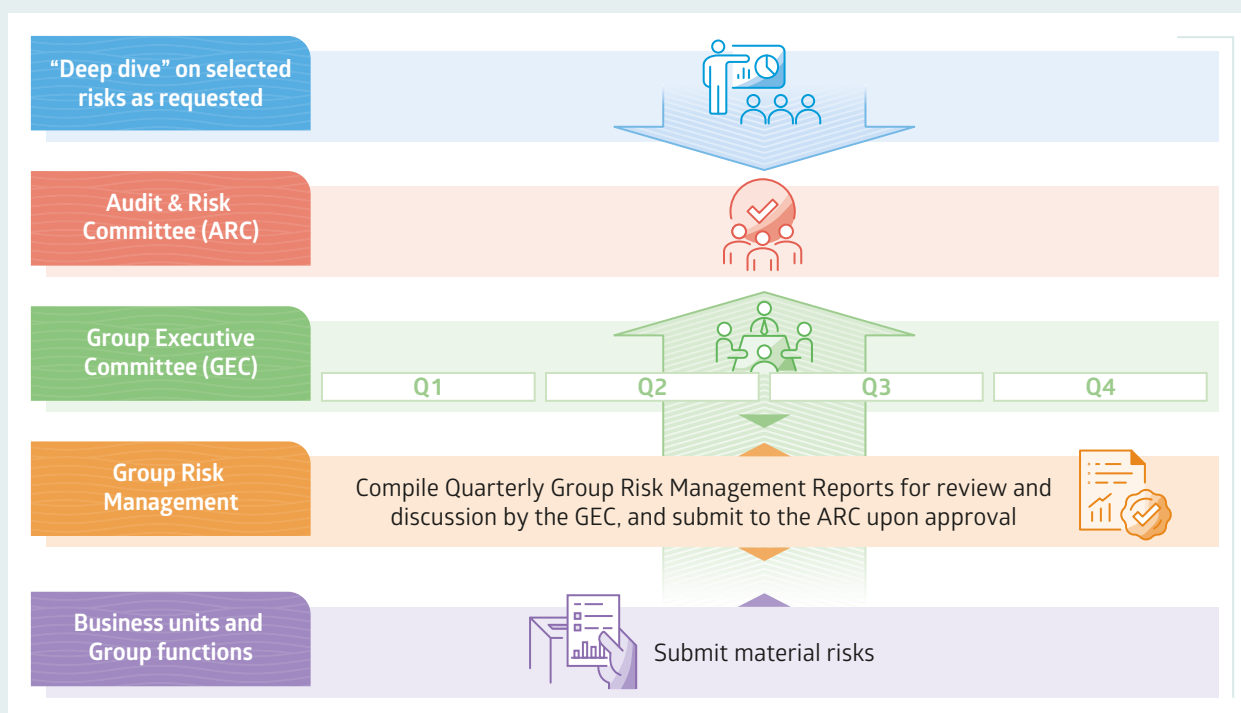 “Deep dive” on selected
risks as requested
Audit & Risk
Committee (ARC)
Group Executive
Committee (GEC)
Q1
Q2
Q3
Q4
Group Risk
Management
Compile Quarterly Group Risk Management Reports for review and
discussion by the GEC, and submit to the ARC upon approval
Business units and
Group functions
Submit material risks